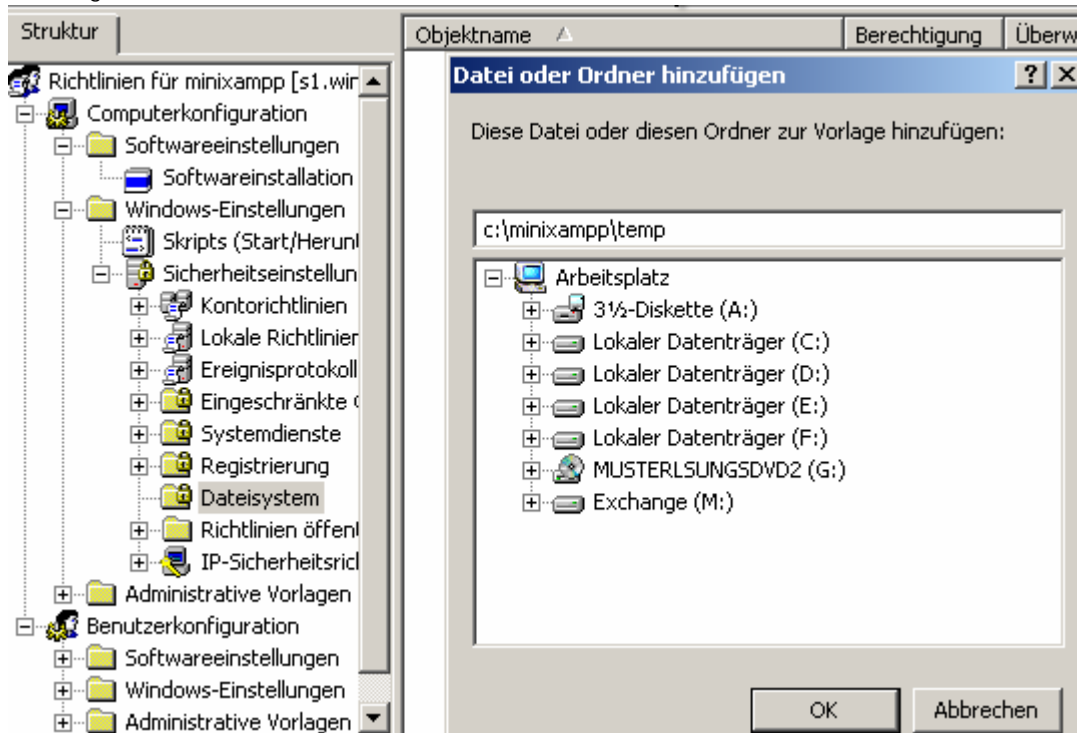 Struktur
Objektname
Berechtigung
Überw
Richtlinien für minixampp [s1.wir
Computerkonfiguration
Softwareeinstellungen
Softwareinstallation
Windows-Einstellungen
Skripts (Start/Herunt
Sicherheitseinstellun
Kontorichtlinien
Lokale Richtlinier
Ereignisprotokoll
Eingeschränkte G
Systemdienste
Registrierung
Dateisystem
Richtlinien öffent
IP-Sicherheitsricl
Administrative Vorlagen
Benutzerkonfiguration
Softwareeinstellungen
Windows-Einstellungen
Administrative Vorlagen
Datei oder Ordner hinzufügen
Diese Datei oder diesen Ordner zur Vorlage hinzufügen:
c:\minixampp\temp
Arbeitsplatz
3½-Diskette (A:)
Lokaler Datenträger (C:)
Lokaler Datenträger (D:)
Lokaler Datenträger (E:)
Lokaler Datenträger (F:)
MUSTERLSUNGSDVD2 (G:)
Exchange (M:)
OK
Abbrechen